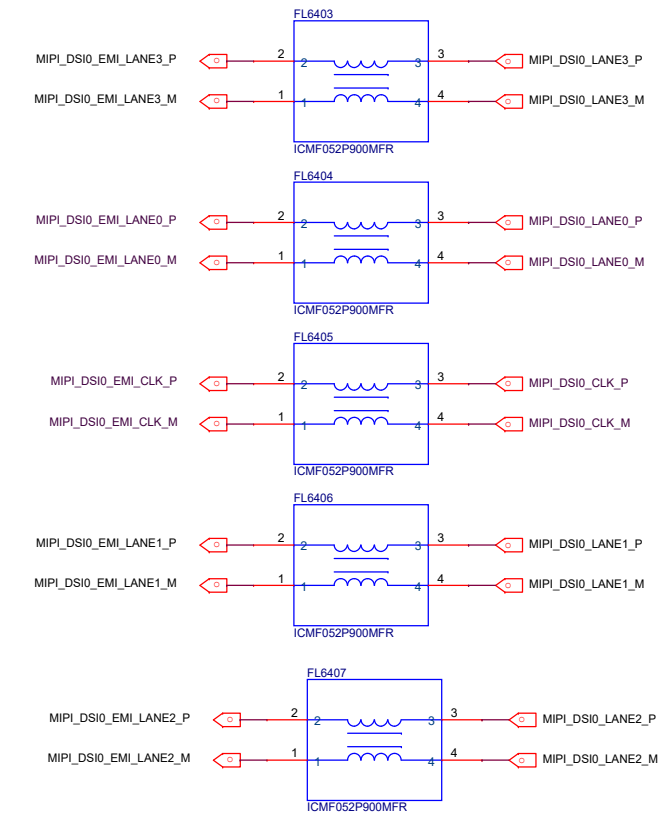 FL6403
MIPI_DSI0_EMI_LANE3_P 2 2 3 3 MIPI_DSI0_LANE3_P
MIPI_DSI0_EMI_LANE3_M 1 1 4 4 MIPI_DSI0_LANE3_M
ICMF052P900MFR
FL6404
MIPI_DSI0_EMI_LANE0_P 2 2 3 3 MIPI_DSI0_LANE0_P
MIPI_DSI0_EMI_LANE0_M 1 1 4 4 MIPI_DSI0_LANE0_M
ICMF052P900MFR
FL6405
MIPI_DSI0_EMI_CLK_P 2 2 3 3 MIPI_DSI0_CLK_P
MIPI_DSI0_EMI_CLK_M 1 1 4 4 MIPI_DSI0_CLK_M
ICMF052P900MFR
FL6406
MIPI_DSI0_EMI_LANE1_P 2 2 3 3 MIPI_DSI0_LANE1_P
MIPI_DSI0_EMI_LANE1_M 1 1 4 4 MIPI_DSI0_LANE1_M
ICMF052P900MFR
FL6407
MIPI_DSI0_EMI_LANE2_P 2 2 3 3 MIPI_DSI0_LANE2_P
MIPI_DSI0_EMI_LANE2_M 1 1 4 4 MIPI_DSI0_LANE2_M
ICMF052P900MFR